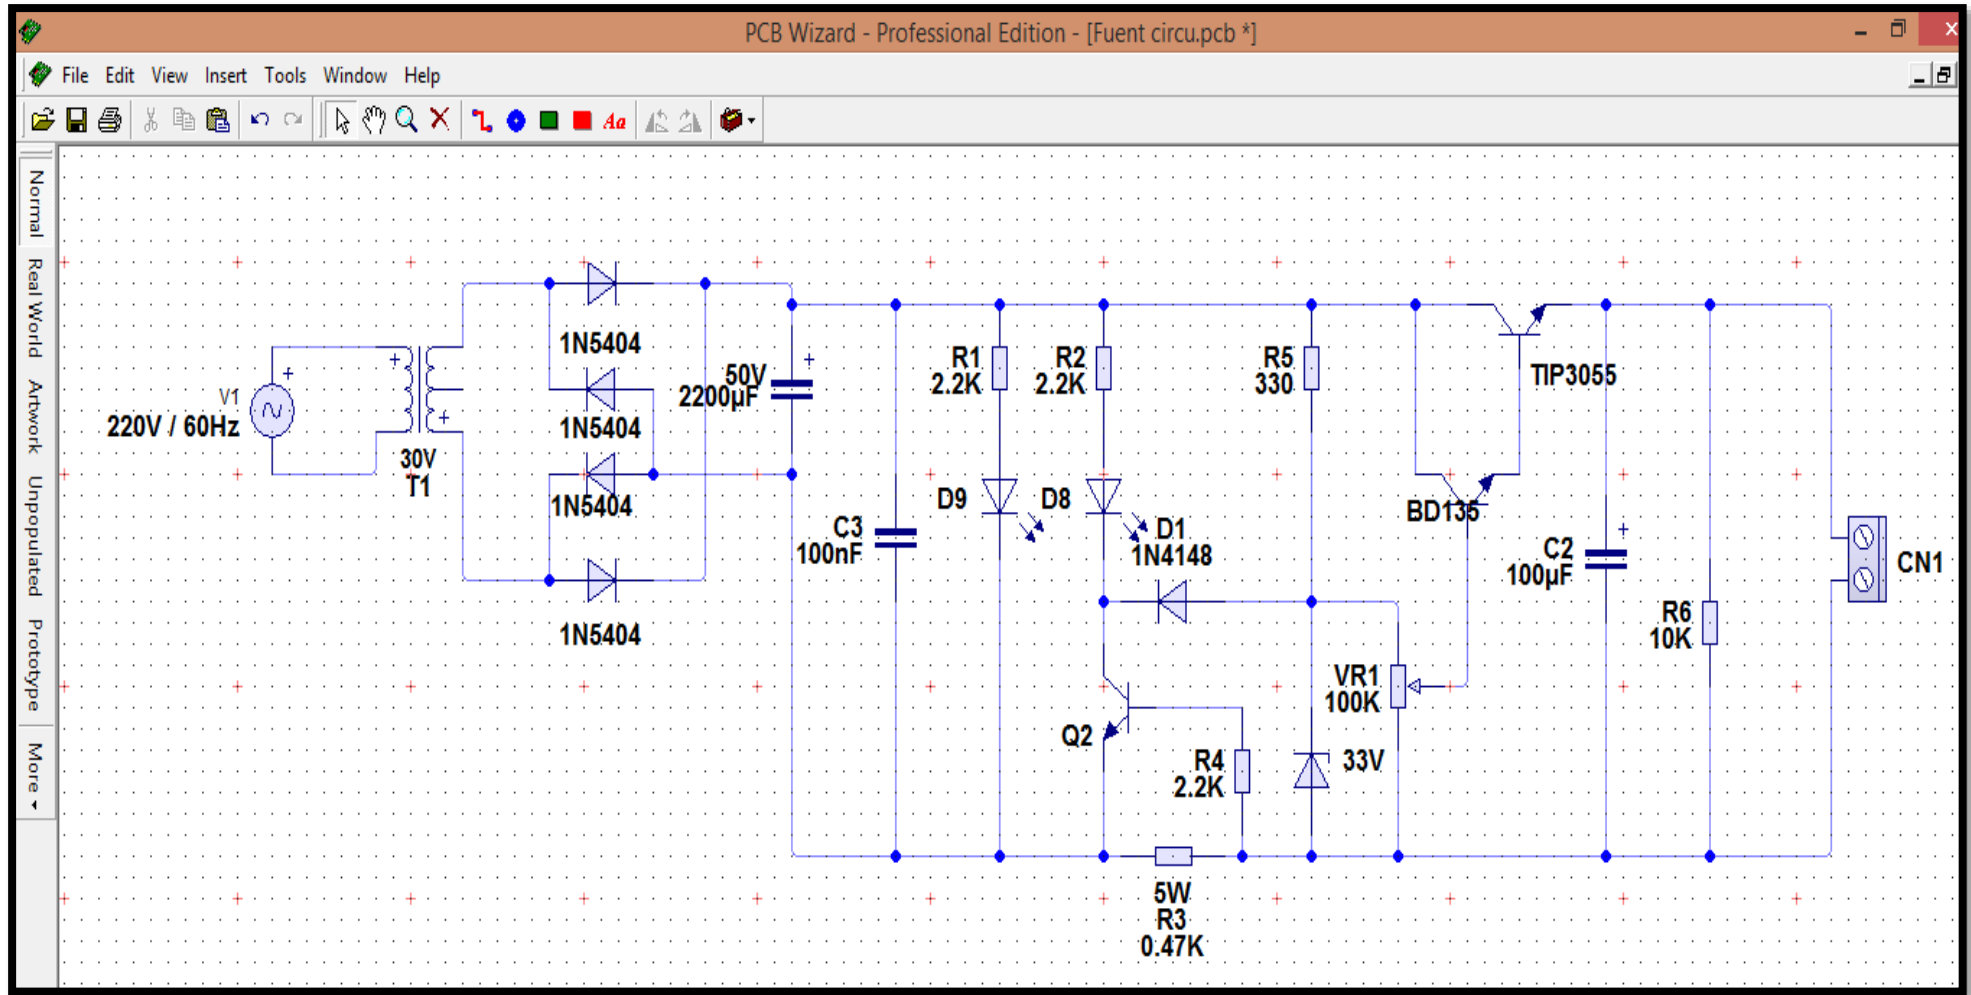 PCB Wizard - Professional Edition - [Fuent circu.pcb *]
File Edit View Insert Tools Window Help
Aa
Normal
Real World
Artwork
Unpopulated
Prototype
More
V1
220V / 60Hz
30V
T1
1N5404
1N5404
1N5404
1N5404
50V
2200µF
C3
100nF
R1
2.2K
D9
R2
2.2K
D8
D1
1N4148
Q2
R4
2.2K
5W
R3
0.47K
R5
330
33V
VR1
100K
TIP3055
BD135
C2
100µF
R6
10K
CN1